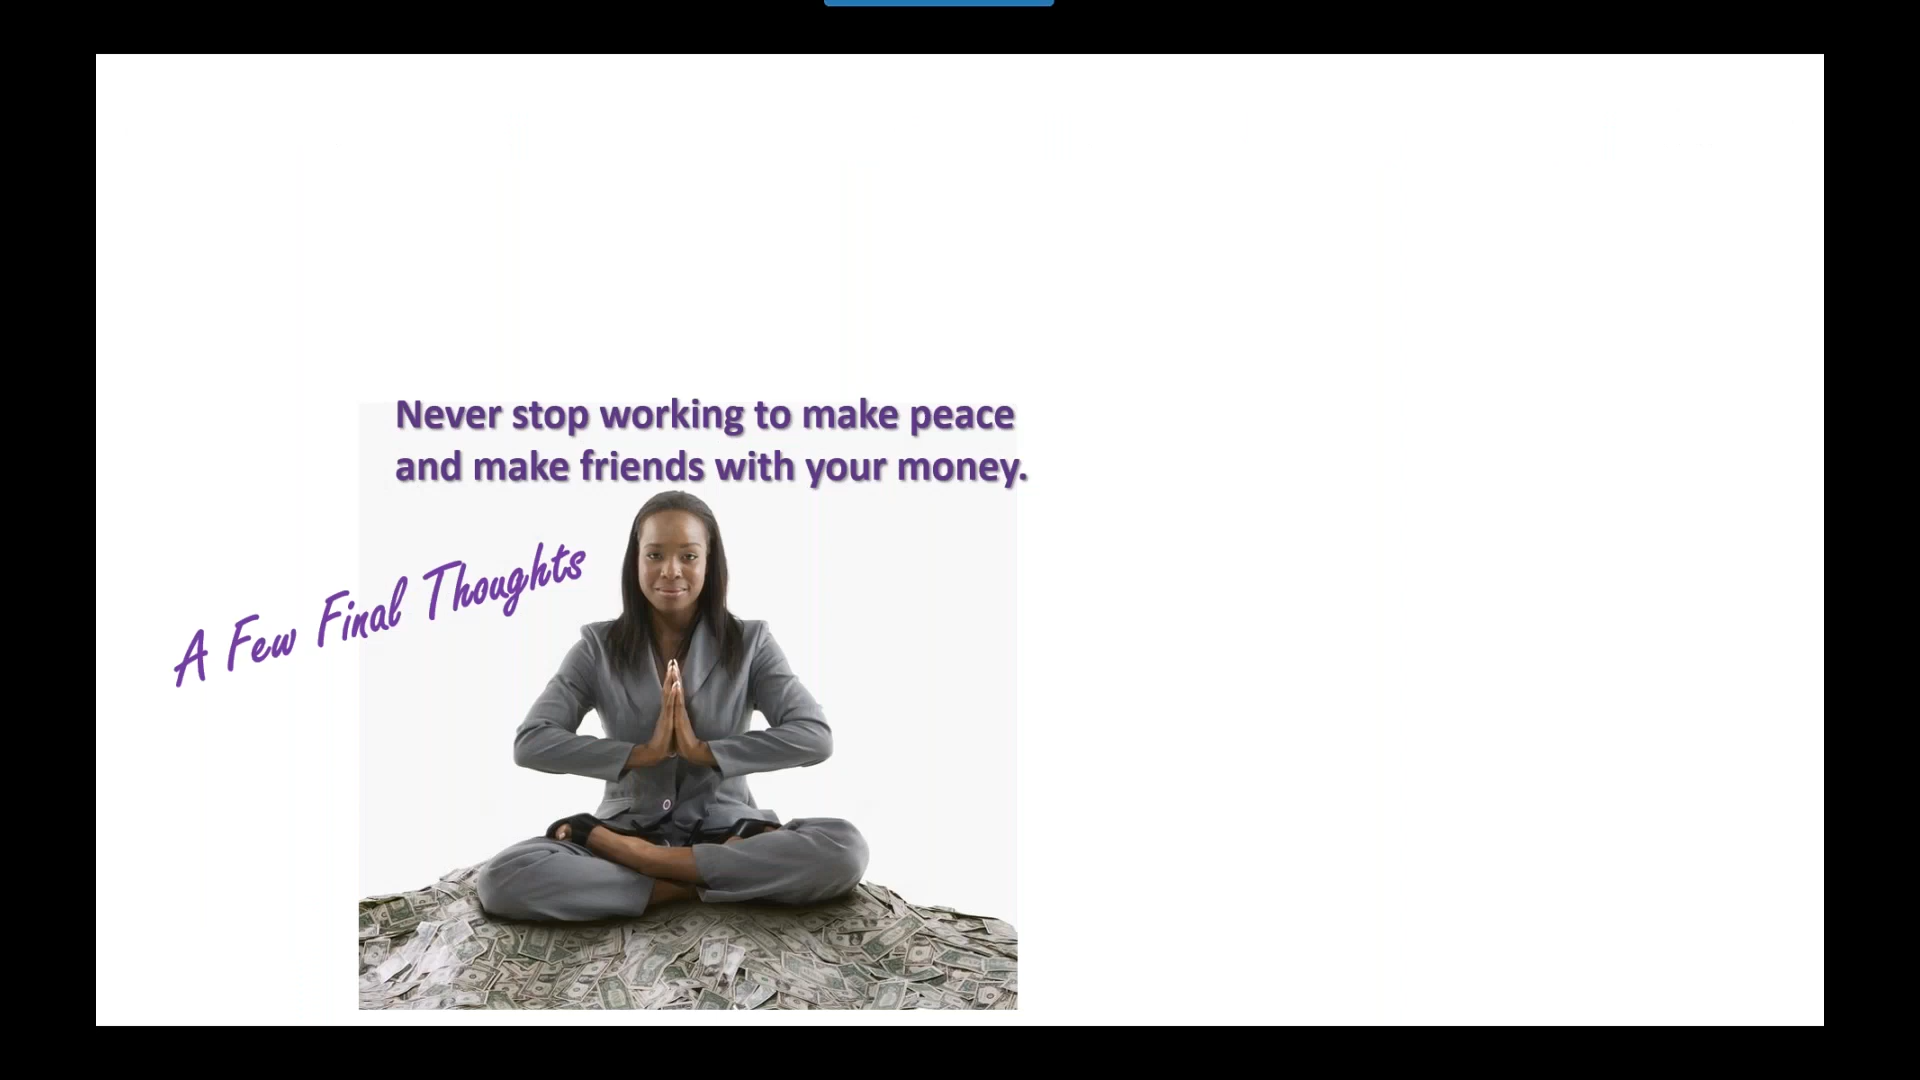 Never stop working to make peace
and make friends with your money.
A Few Final Thoughts